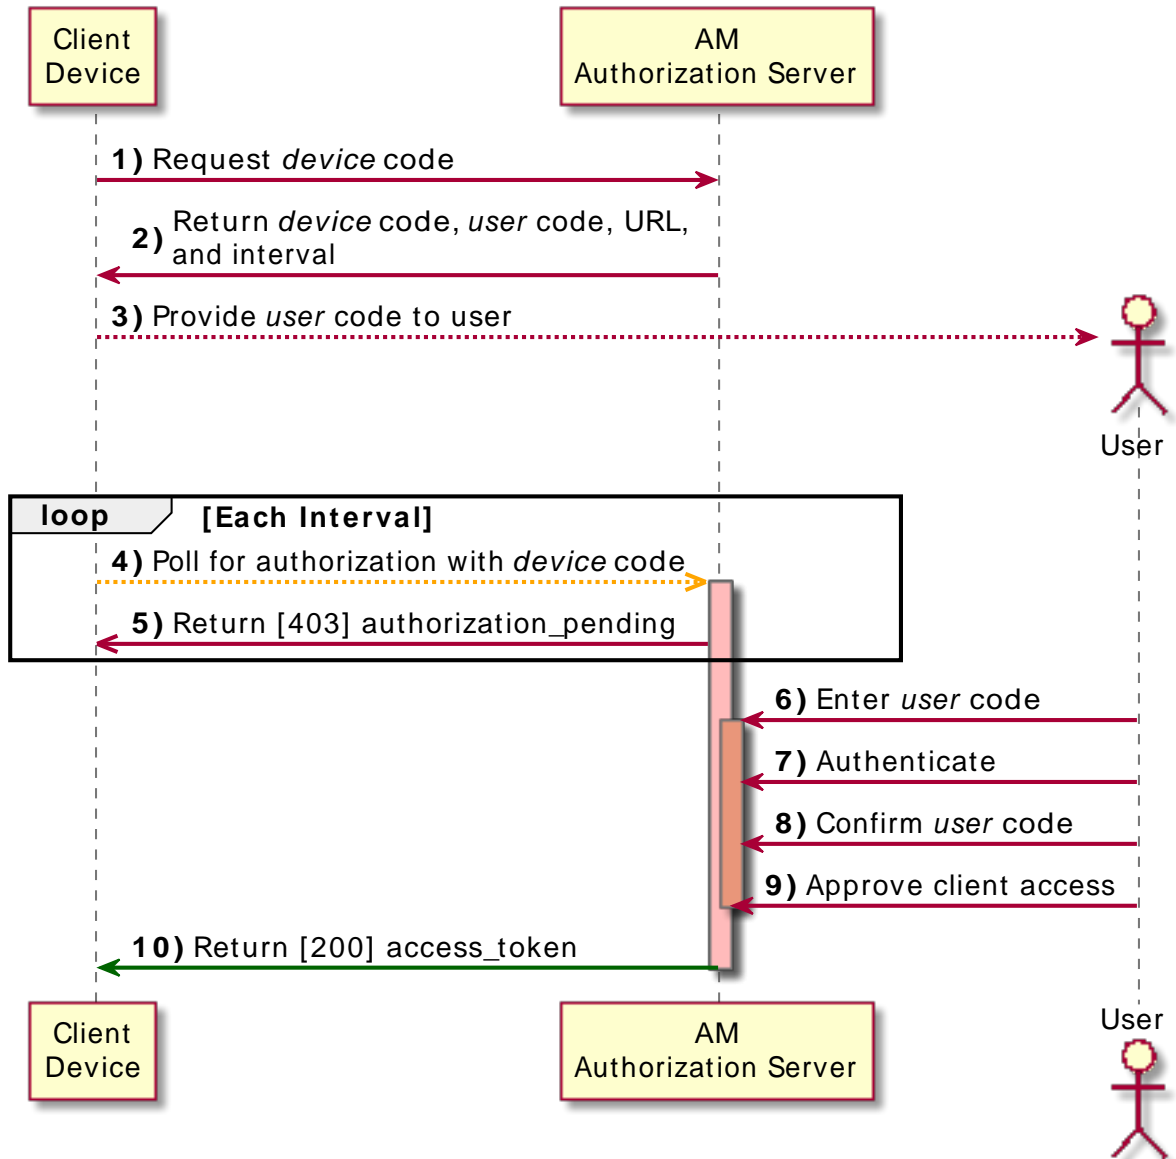 Client
Device
AM
Authorization Server
1) Request device code
2) Return device code, user code, URL,
and interval
3) Provide user code to user
User
loop [Each Interval]
4) Poll for authorization with device code
5) Return [403] authorization_pending
6) Enter user code
7) Authenticate
8) Confirm user code
9) Approve client access
10) Return [200] access_token
Client
Device
AM
Authorization Server
User